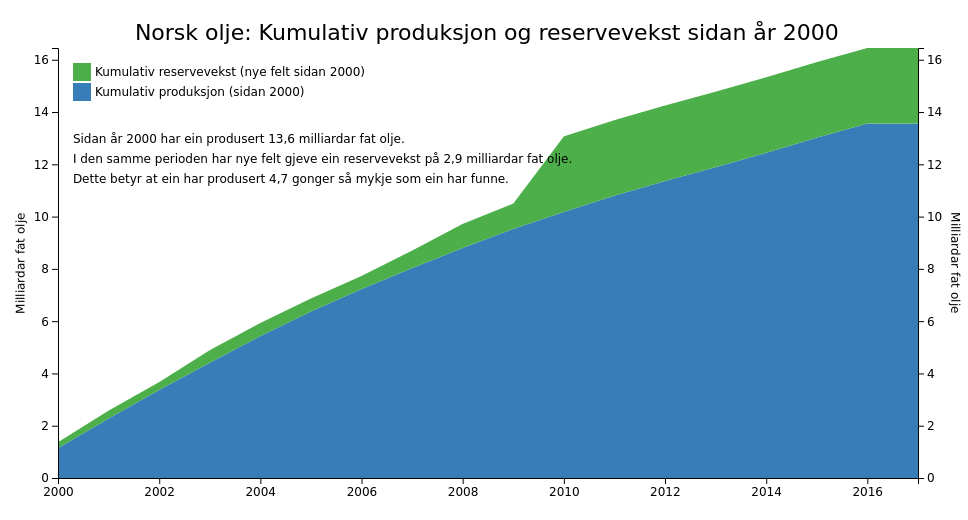 Norsk olje: Kumulativ produksjon og reservevekst sidan år 2000
Kumulativ reservevekst (nye felt sidan 2000)
Kumulativ produksjon (sidan 2000)
Sidan år 2000 har ein produsert 13,6 milliardar fat olje.
I den samme perioden har nye felt gjeve ein reservevekst på 2,9 milliardar fat olje.
Dette betyr at ein har produsert 4,7 gonger så mykje som ein har funne.
Milliardar fat olje
16
14
12
10
8
6
4
2
0
16
14
12
10
8
6
4
2
0
Milliardar fat olje
2000 2002 2004 2006 2008 2010 2012 2014 2016